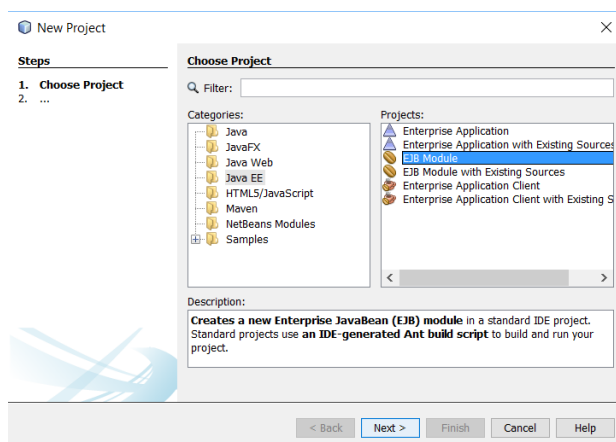 New Project
Steps
1. Choose Project
2. ...
Choose Project
Filter:
Categories:
Java
JavaFX
Java Web
Java EE
HTML5/JavaScript
Maven
NetBeans Modules
Samples
Projects:
Enterprise Application
Enterprise Application with Existing Sources
EJB Module
EJB Module with Existing Sources
Enterprise Application Client
Enterprise Application Client with Existing S
Description:
Creates a new Enterprise JavaBean (EJB) module in a standard IDE project.
Standard projects use an IDE-generated Ant build script to build and run your
project.
< Back
Next >
Finish
Cancel
Help